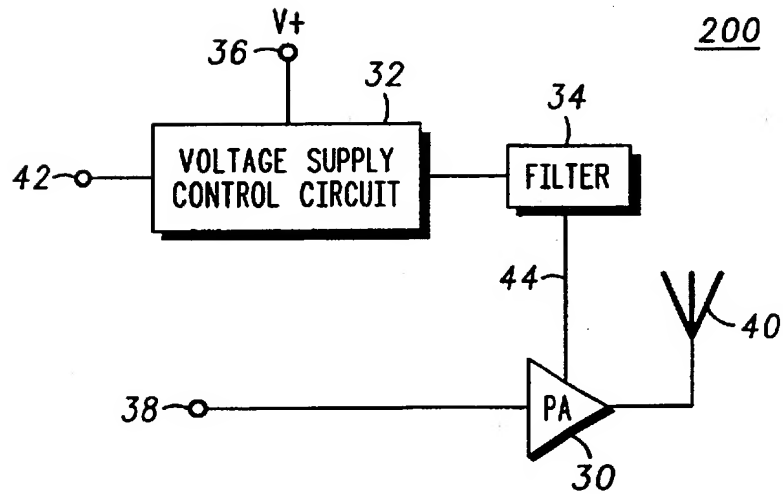 V+
200
36
32
34
42
VOLTAGE SUPPLY
CONTROL CIRCUIT
FILTER
44
40
38
PA
30